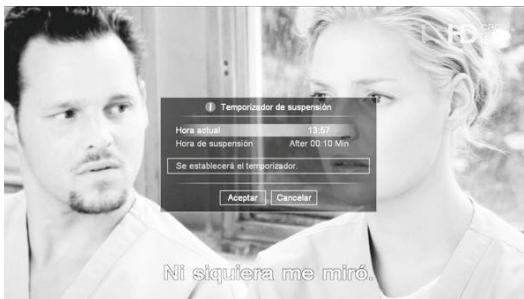 HD
Temporizador de suspensión
Hora actual 13:57
Hora de suspensión After 00:10 Min
Se establecerá el temporizador.
Aceptar Cancelar
Ni siquiera me miró.